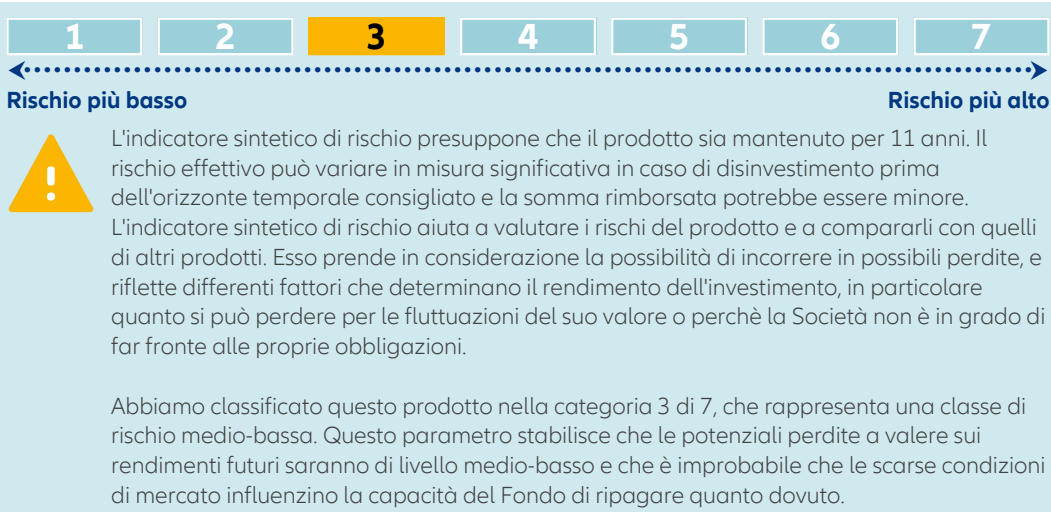 1 2 3 4 5 6 7
Rischio più basso Rischio più alto
L'indicatore sintetico di rischio presuppone che il prodotto sia mantenuto per 11 anni. Il
rischio effettivo può variare in misura significativa in caso di disinvestimento prima
dell'orizzonte temporale consigliato e la somma rimborsata potrebbe essere minore.
L'indicatore sintetico di rischio aiuta a valutare i rischi del prodotto e a compararli con quelli
di altri prodotti. Esso prende in considerazione la possibilità di incorrere in possibili perdite, e
riflette differenti fattori che determinano il rendimento dell'investimento, in particolare
quanto si può perdere per le fluttuazioni del suo valore o perchè la Società non è in grado di
far fronte alle proprie obbligazioni.
Abbiamo classificato questo prodotto nella categoria 3 di 7, che rappresenta una classe di
rischio medio-bassa. Questo parametro stabilisce che le potenziali perdite a valere sui
rendimenti futuri saranno di livello medio-basso e che è improbabile che le scarse condizioni
di mercato influenzino la capacità del Fondo di ripagare quanto dovuto.